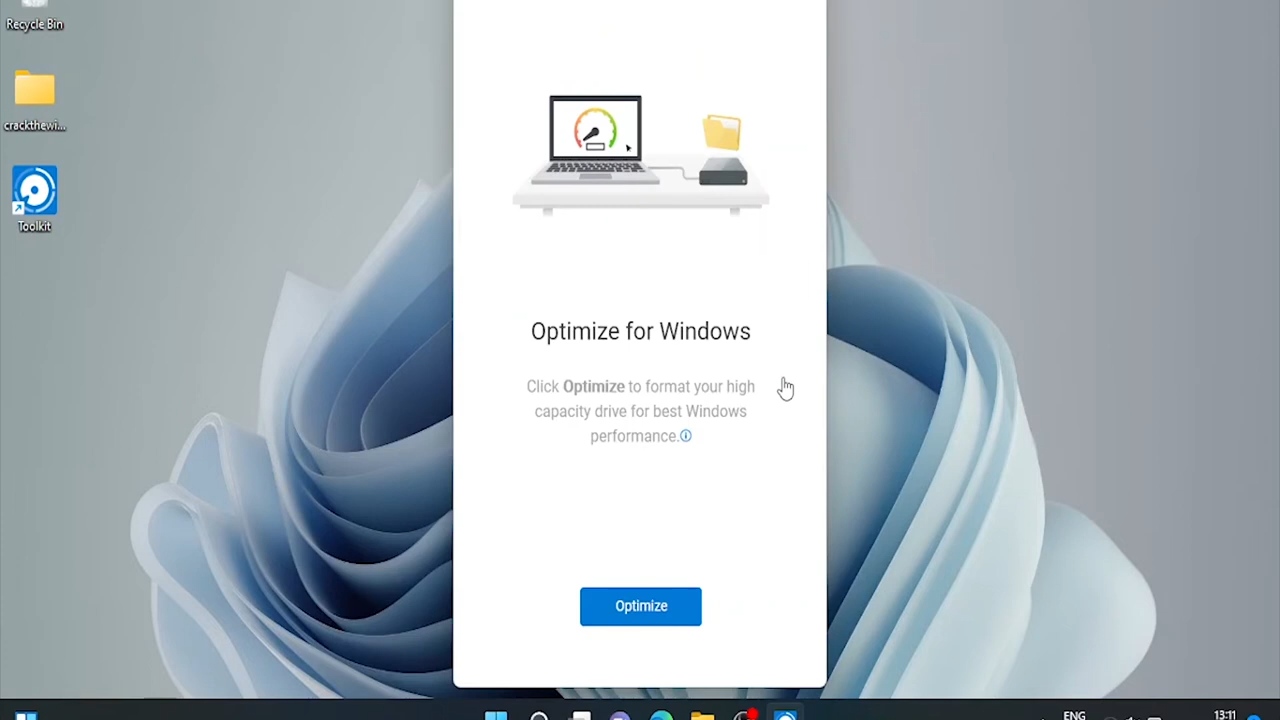 Recycle Bin
crackthewi...
Toolkit
Optimize for Windows
Click Optimize to format your high
capacity drive for best Windows
performance.
Optimize
ENG
13:11